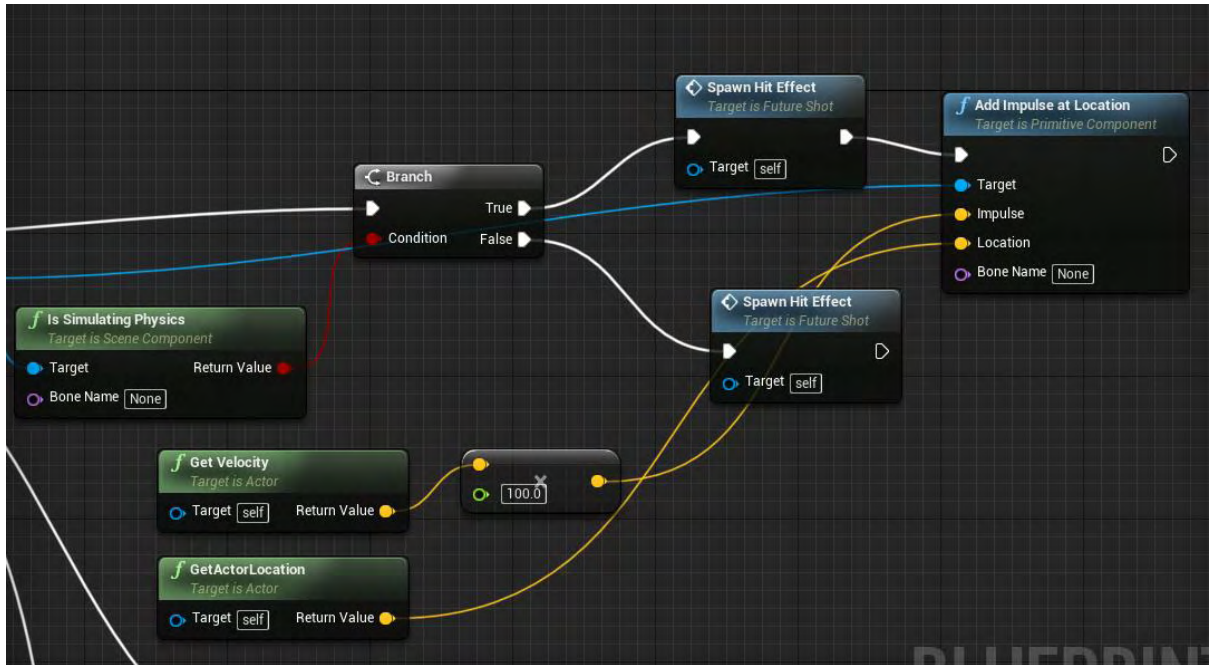 Spawn Hit Effect
Target is Future Shot
Target self
Add Impulse at Location
Target is Primitive Component
Target
Impulse
Location
Bone Name None
Branch
True
Condition False
Is Simulating Physics
Target is Scene Component
Target Return Value
Bone Name None
Spawn Hit Effect
Target is Future Shot
Target self
Get Velocity
Target is Actor
Target self Return Value
100.0
GetActorLocation
Target is Actor
Target self Return Value
BLUEPRINT